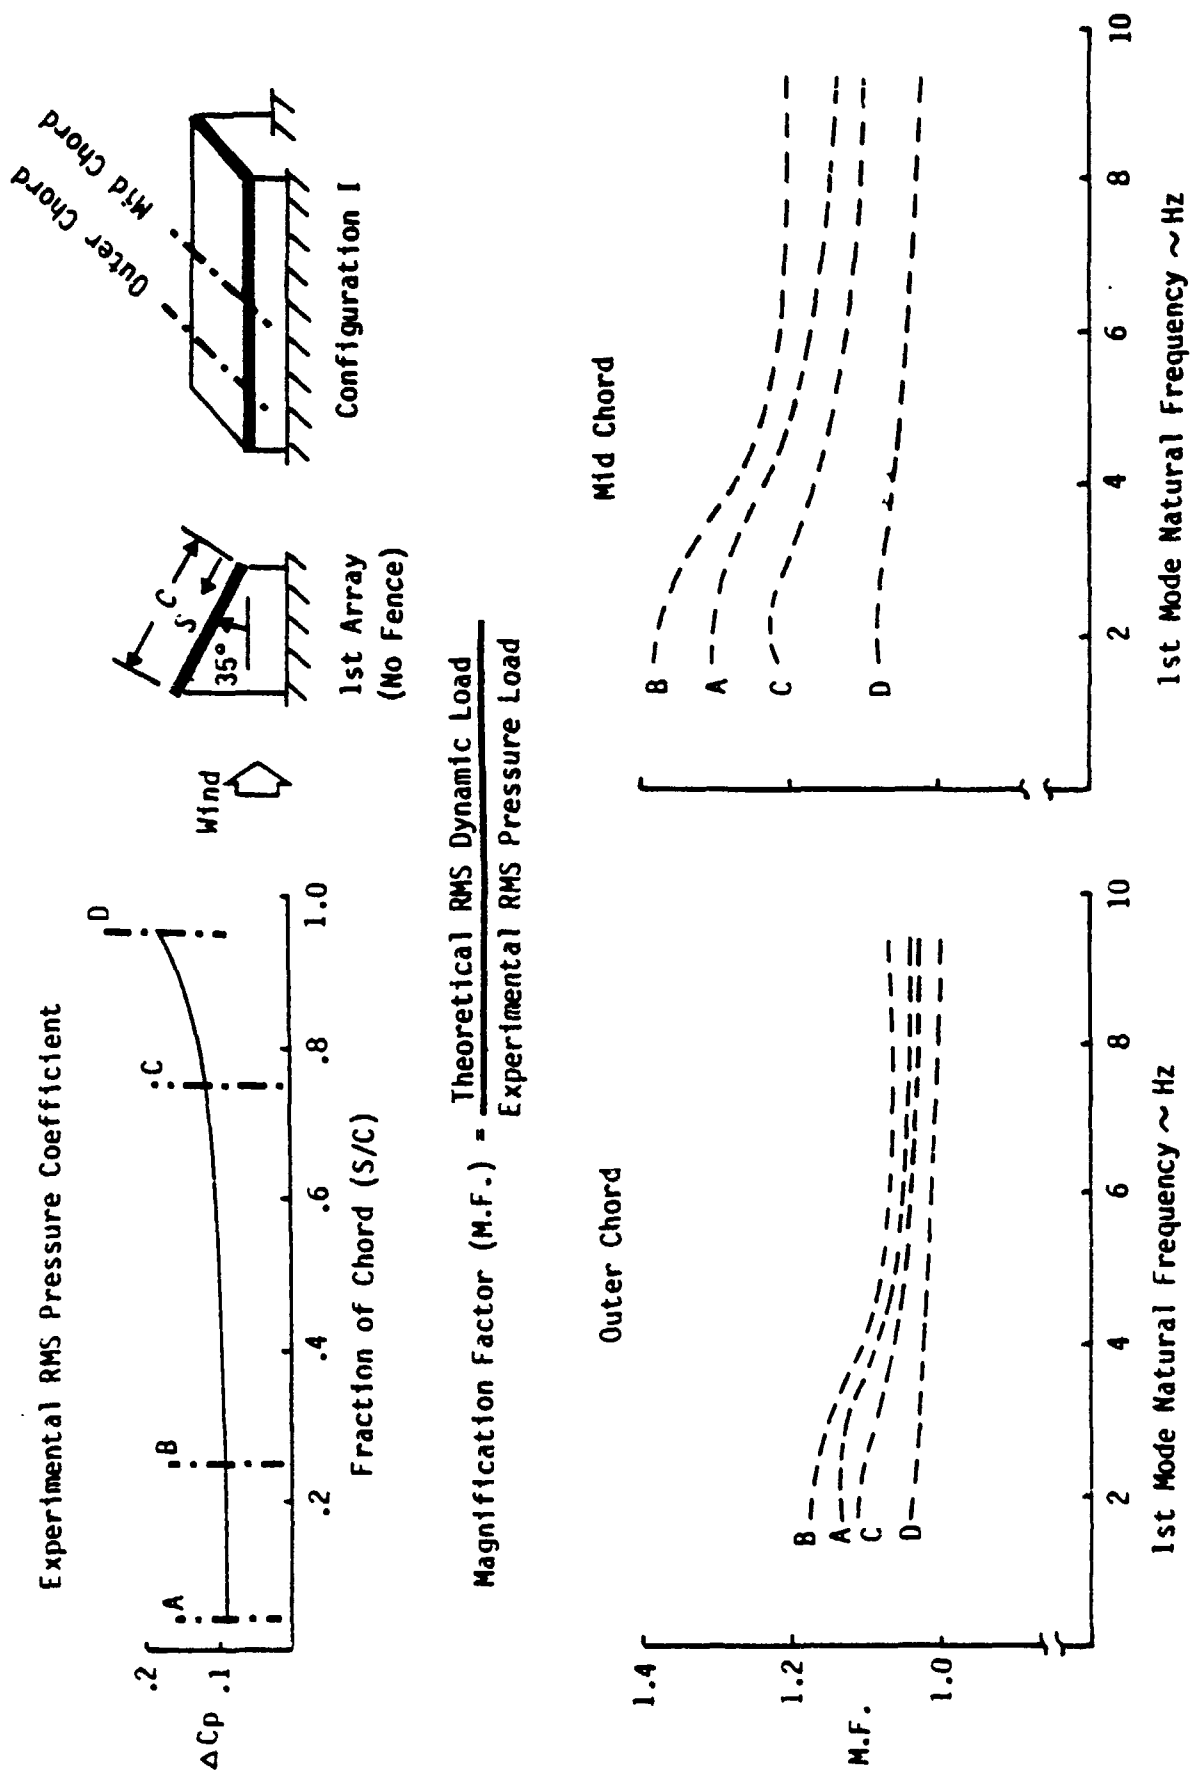 Experimental RMS Pressure Coefficient
.2
.1
ΔCp
A
B
C
D
.2
.4
.6
.8
1.0
Fraction of Chord (S/C)
Wind
35°
S
C
1st Array
(No Fence)
Outer Chord
Mid Chord
Configuration I
Magnification Factor (M.F.) = Theoretical RMS Dynamic Load
Experimental RMS Pressure Load
Outer Chord
1.4
1.2
1.0
M.F.
B
A
C
D
2
4
6
8
10
1st Mode Natural Frequency ~ Hz
Mid Chord
B
A
C
D
2
4
6
8
10
1st Mode Natural Frequency ~ Hz